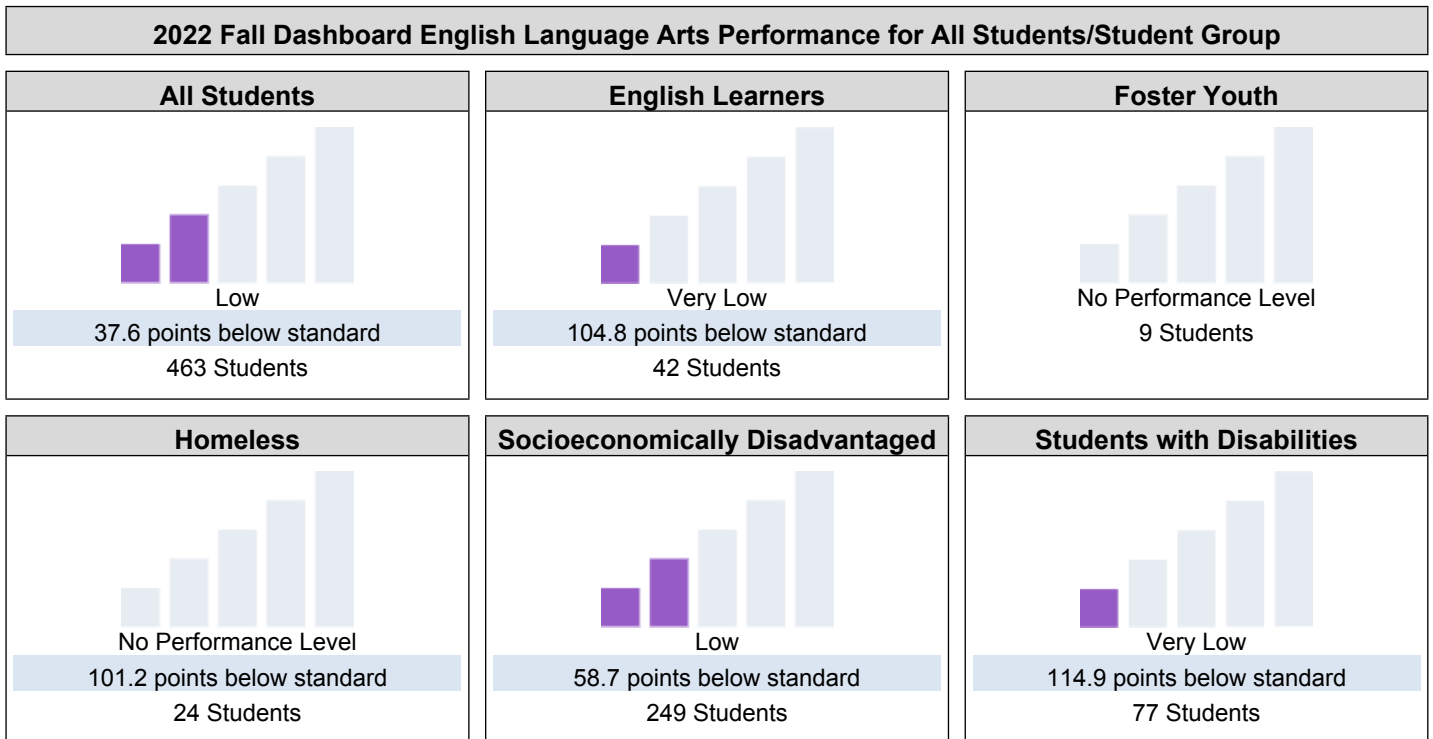 2022 Fall Dashboard English Language Arts Performance for All Students/Student Group
All Students
Low
37.6 points below standard
463 Students
English Learners
Very Low
104.8 points below standard
42 Students
Foster Youth
No Performance Level
9 Students
Homeless
No Performance Level
101.2 points below standard
24 Students
Socioeconomically Disadvantaged
Low
58.7 points below standard
249 Students
Students with Disabilities
Very Low
114.9 points below standard
77 Students